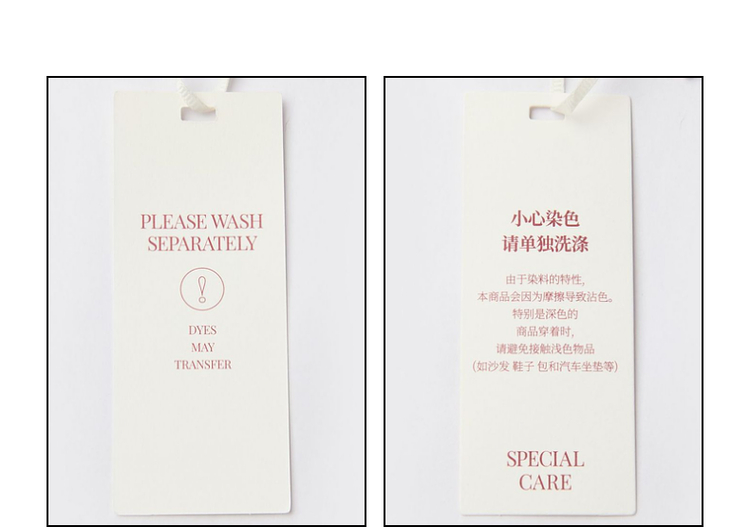 PLEASE WASH
SEPARATELY
DYES
MAY
TRANSFER
小心染色
请单独洗涤
由于染料的特性，
本商品会因为摩擦导致沾色。
特别是深色的
商品穿着时，
请避免接触浅色物品
（如沙发 鞋子 包和汽车坐垫等）
SPECIAL
CARE